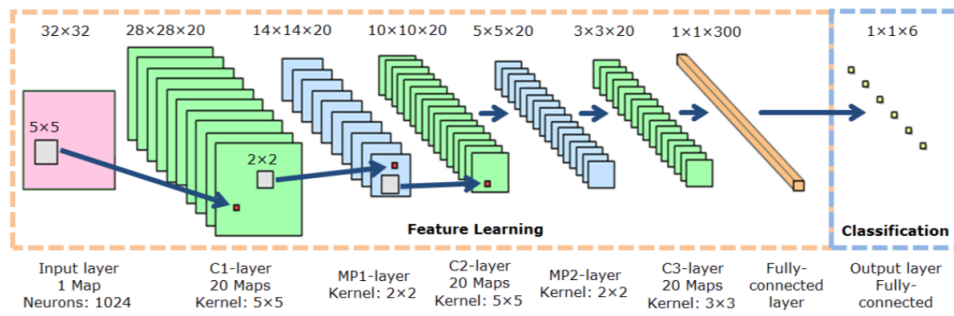 32×32
28×28×20
14×14×20
10×10×20
5×5×20
3×3×20
1×1×300
1×1×6
5×5
2×2
Feature Learning
Classification
Input layer
1 Map
Neurons: 1024
C1-layer
20 Maps
Kernel: 5×5
MP1-layer
Kernel: 2×2
C2-layer
20 Maps
Kernel: 5×5
MP2-layer
Kernel: 2×2
C3-layer
20 Maps
Kernel: 3×3
Fully-
connected
layer
Output layer
Fully-
connected